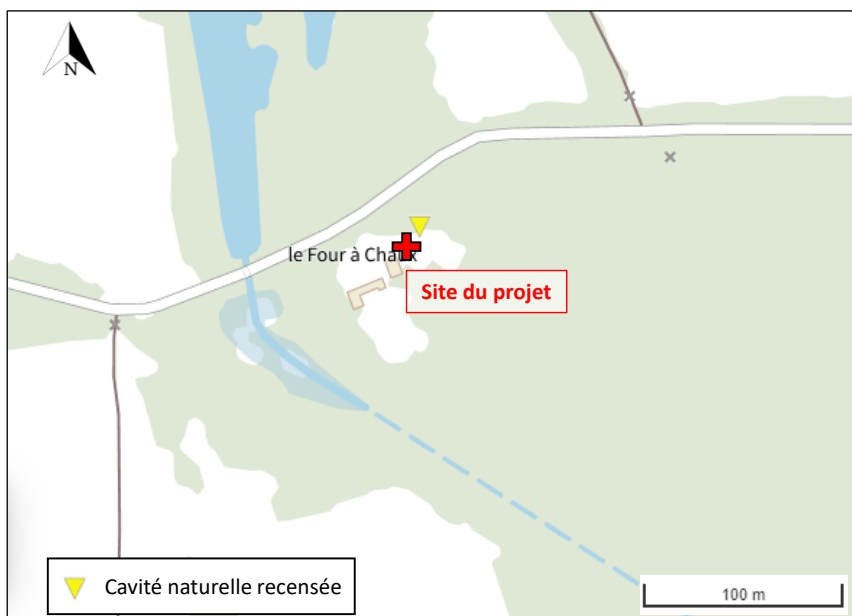 N
le Four à Chaux
Site du projet
Cavité naturelle recensée
100 m